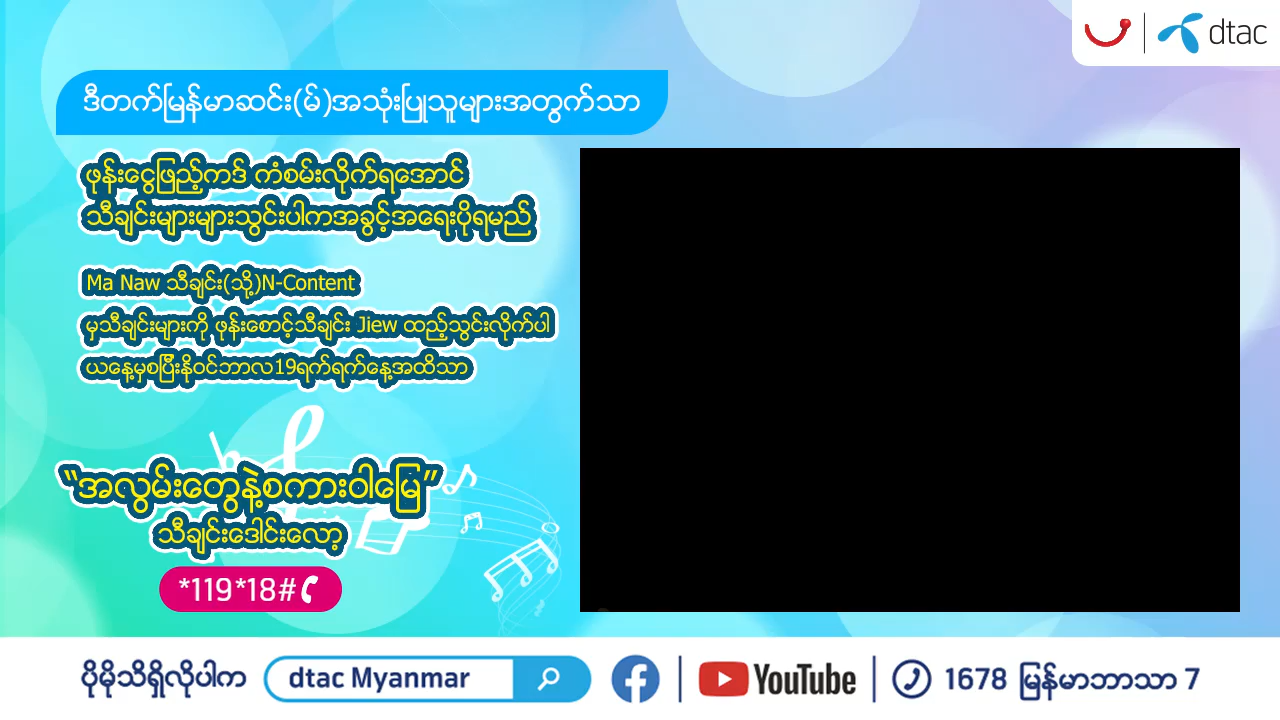 dtac
ဒီတက်မြန်မာဆင်း(မ်)အသုံးပြုသူများအတွက်သာ
ဖုန်းငွေဖြည့်ကဒ် ကံစမ်းလိုက်ရအောင်
သီချင်းများများသွင်းပါကအခွင့်အရေးပိုရမည်
Ma Naw သီချင်း(သို့)N-Content
မှသီချင်းများကို ဖုန်းစောင့်သီချင်း Jiew ထည့်သွင်းလိုက်ပါ
ယနေ့မှစပြီးနိုဝင်ဘာလ19ရက်ရက်နေ့အထိသာ
“အလွမ်းတွေနဲ့စကားဝါမြေ”
သီချင်းဒေါင်းလော့
*119*18#
ပိုမိုသိရှိလိုပါက dtac Myanmar YouTube 1678 မြန်မာဘာသာ 7